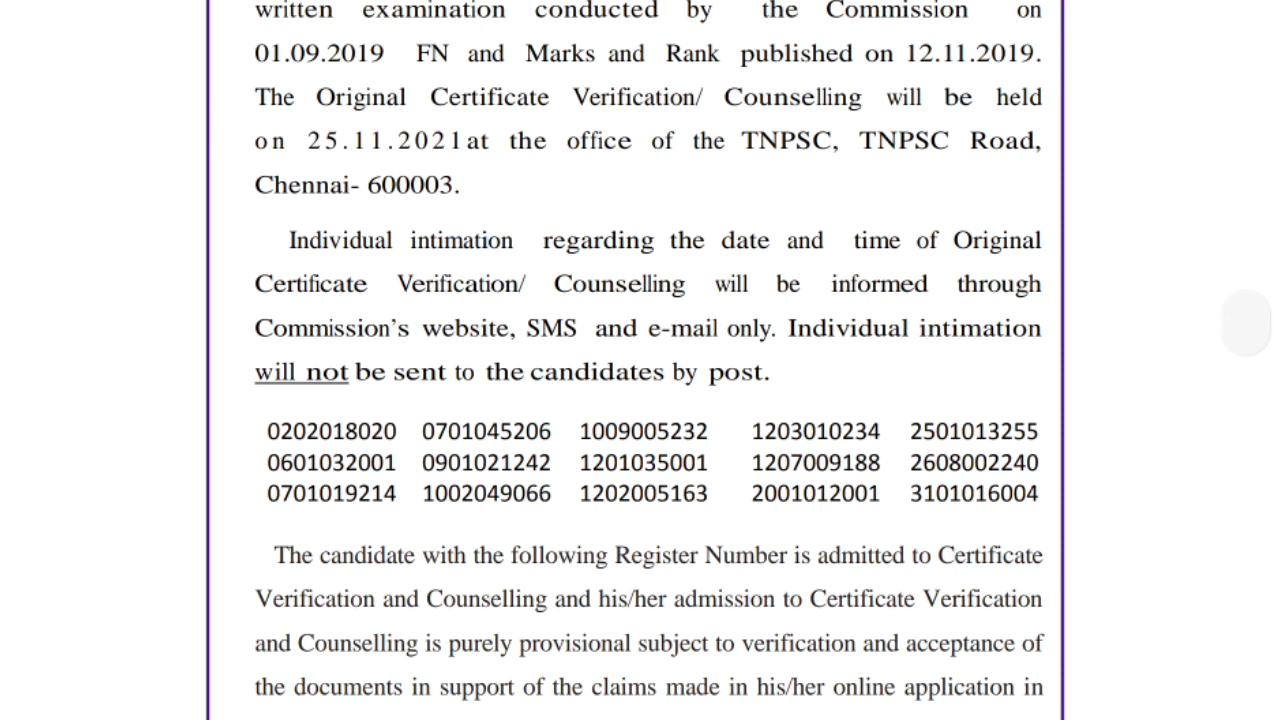 written examination conducted by the Commission on
01.09.2019 FN and Marks and Rank published on 12.11.2019.
The Original Certificate Verification/ Counselling will be held
on 25.11.2021at the office of the TNPSC, TNPSC Road,
Chennai- 600003.
Individual intimation regarding the date and time of Original
Certificate Verification/ Counselling will be informed through
Commission’s website, SMS and e-mail only. Individual intimation
will not be sent to the candidates by post.
0202018020 0701045206 1009005232 1203010234 2501013255
0601032001 0901021242 1201035001 1207009188 2608002240
0701019214 1002049066 1202005163 2001012001 3101016004
The candidate with the following Register Number is admitted to Certificate
Verification and Counselling and his/her admission to Certificate Verification
and Counselling is purely provisional subject to verification and acceptance of
the documents in support of the claims made in his/her online application in